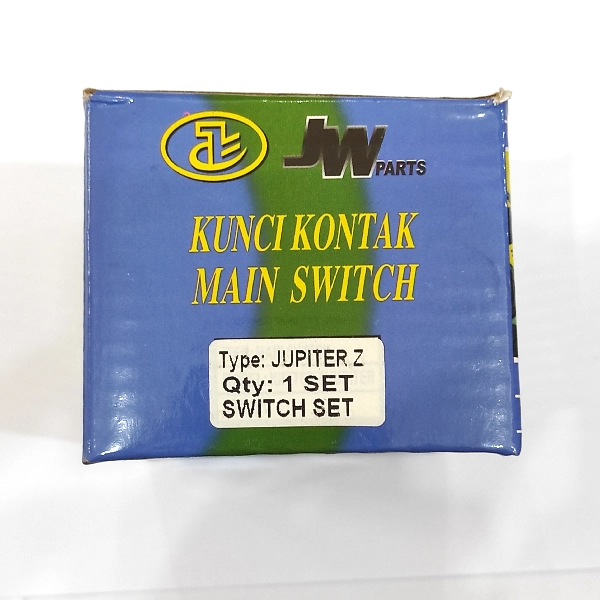 JW PARTS
KUNCI KONTAK
MAIN SWITCH
Type: JUPITER Z
Qty: 1 SET
SWITCH SET